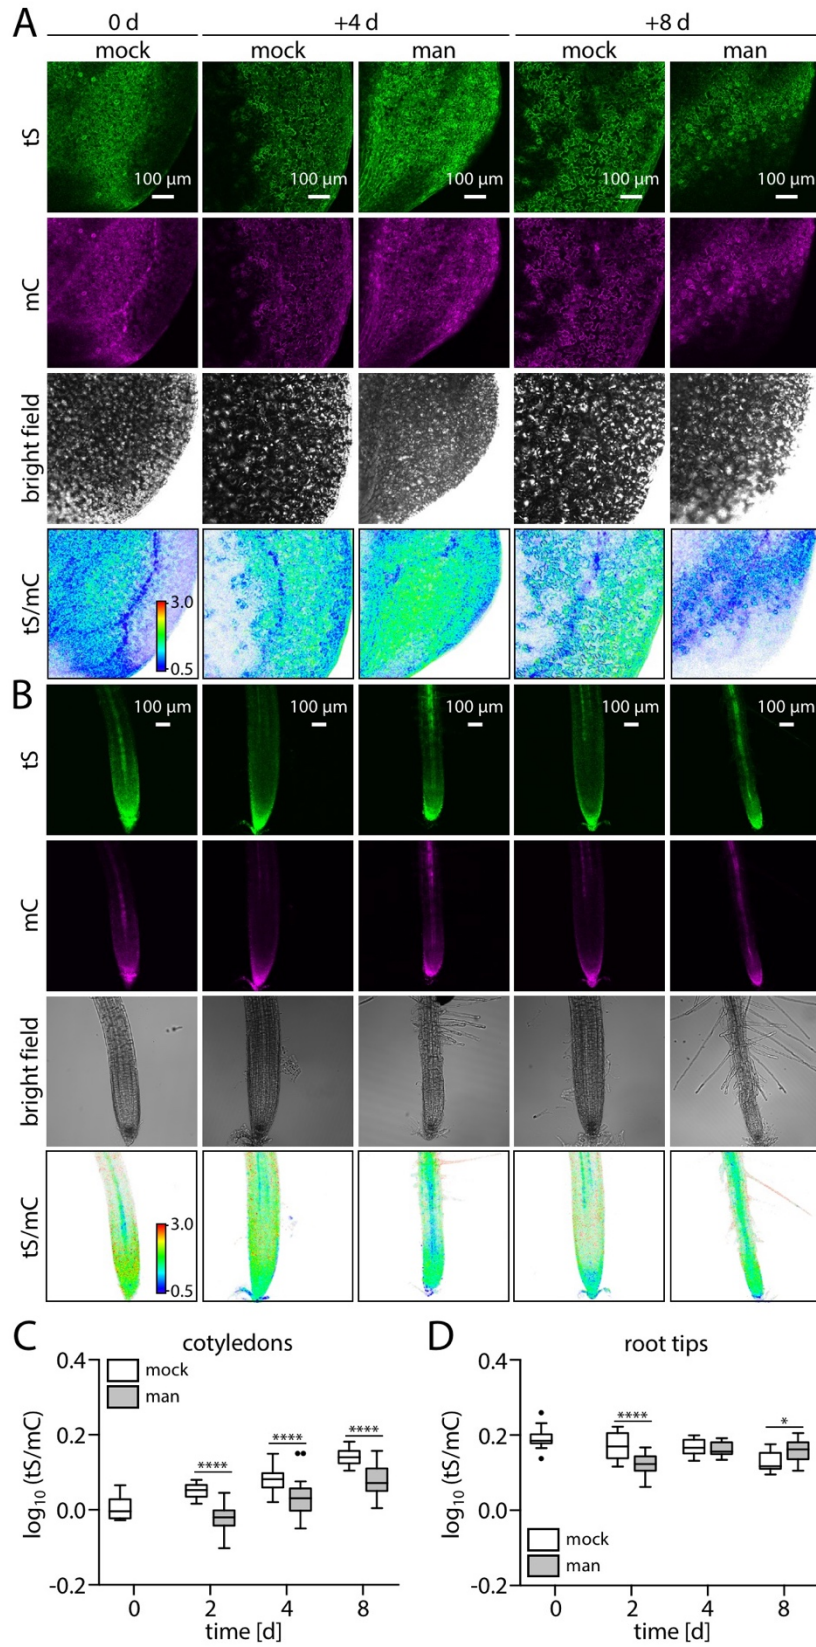 A
0 d +4 d +8 d
mock mock man mock man
tS
100 µm 100 µm 100 µm 100 µm 100 µm
mC
bright field
tS/mC
3.0
0.5
B
tS
100 µm 100 µm 100 µm 100 µm 100 µm
mC
bright field
tS/mC
3.0
0.5
C cotyledons
0.4
mock
man
0.2
0.0
-0.2
**** **** ****
log10 (tS/mC)
0 2 4 8
time [d]
D root tips
0.4
0.2
0.0
-0.2
**** *
mock
man
log10 (tS/mC)
0 2 4 8
time [d]